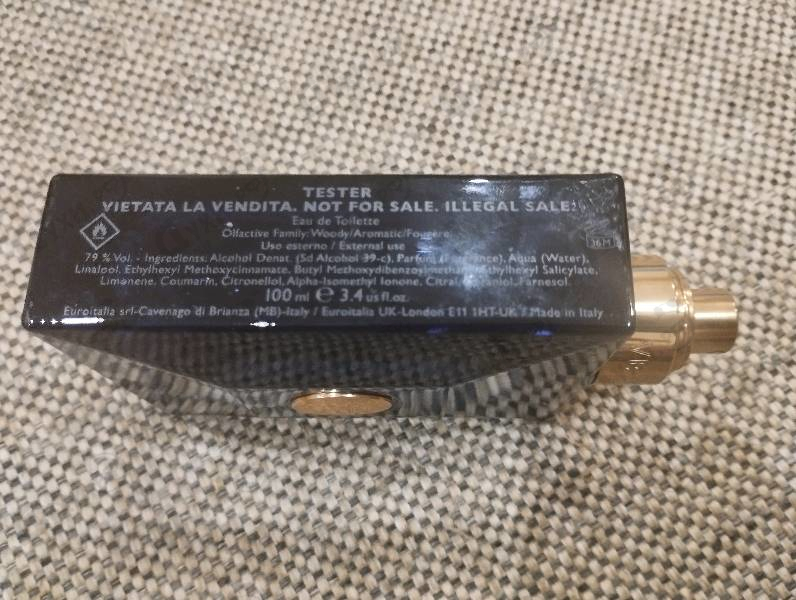 TESTER
VIETATA LA VENDITA. NOT FOR SALE. ILLEGAL SALE.
Eau de Toilette
Olfactive Family: Woody/Aromatic/Fougere
Uso esterno / External use
36M
79 % Vol. - Ingredients: Alcohol Denat. (Sd Alcohol 39-c), Parfum (Fragrance), Aqua (Water),
Linalool, Ethylhexyl Methoxycinnamate, Butyl Methoxydibenzoylmethane, Ethylhexyl Salicylate,
Limonene, Coumarin, Citronellol, Alpha-Isomethyl Ionone, Citral, Geraniol, Farnesol.
100 ml e 3.4 us fl.oz.
Euroitalia srl-Cavenago di Brianza (MB)-Italy / Euroitalia UK-London E11 1HT-UK / Made in Italy